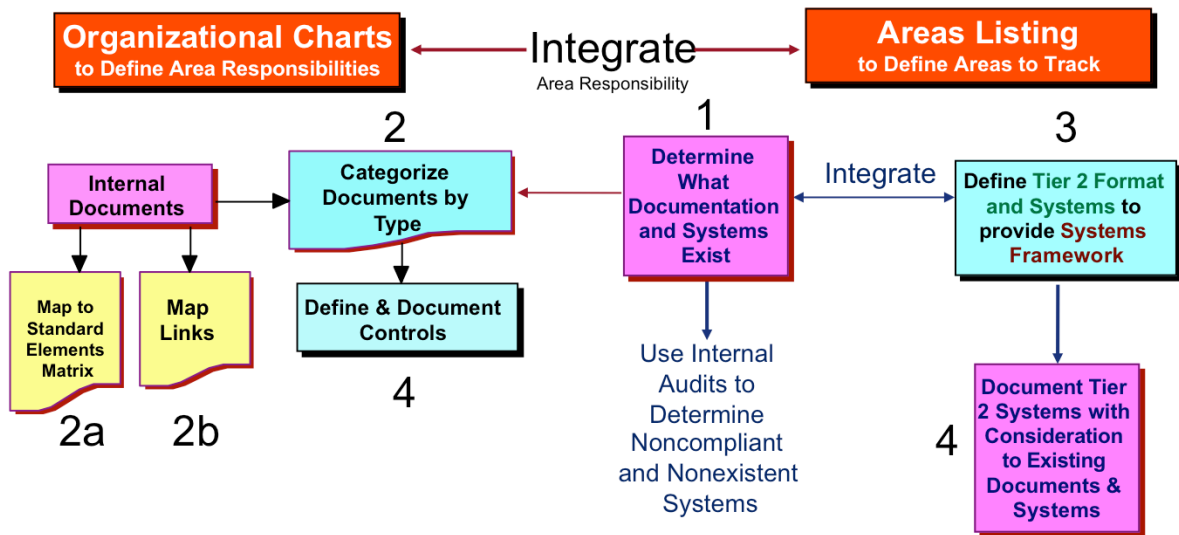 Organizational Charts
to Define Area Responsibilities
Integrate
Area Responsibility
Areas Listing
to Define Areas to Track
2
1
3
Internal
Documents
Categorize
Documents by
Type
Determine
What
Documentation
and Systems
Exist
Integrate
Define Tier 2 Format
and Systems to
provide Systems
Framework
Map to
Standard
Elements
Matrix
Map
Links
Define & Document
Controls
2a
2b
4
Use Internal
Audits to
Determine
Noncompliant
and Nonexistent
Systems
4
Document Tier
2 Systems with
Consideration
to Existing
Documents &
Systems